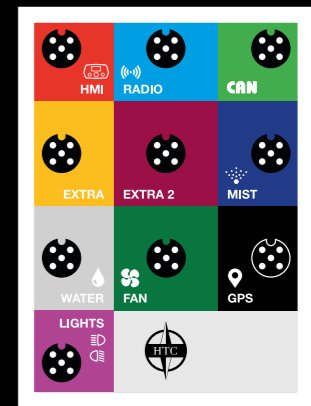 HMI
RADIO
CAN
EXTRA
EXTRA 2
MIST
WATER
FAN
GPS
LIGHTS
HTC